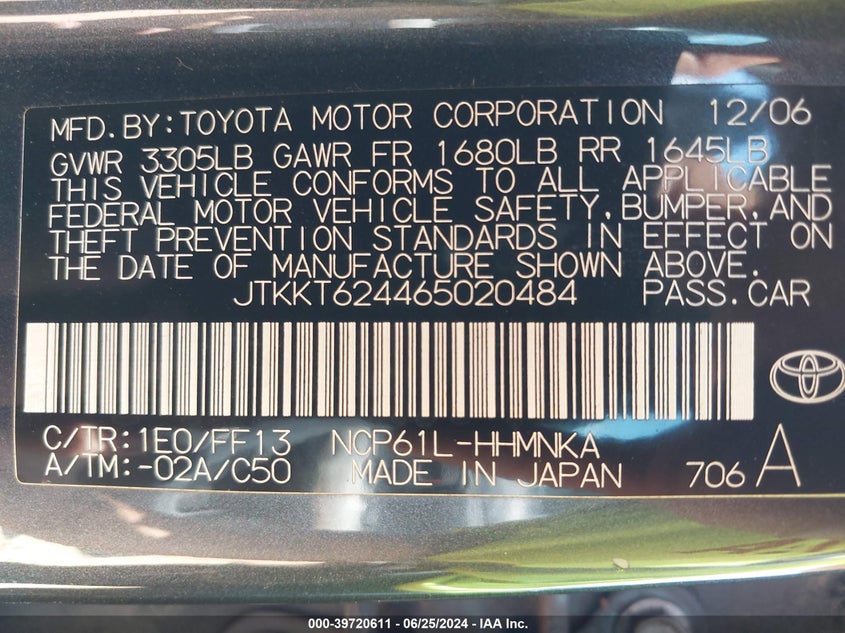 MFD. BY: TOYOTA MOTOR CORPORATION 12/06
GVWR 3305LB GAWR FR 1680LB RR 1645LB
THIS VEHICLE CONFORMS TO ALL APPLICABLE
FEDERAL MOTOR VEHICLE SAFETY, BUMPER, AND
THEFT PREVENTION STANDARDS IN EFFECT ON
THE DATE OF MANUFACTURE SHOWN ABOVE.
JTKKT624465020484 PASS. CAR
C/TR: 1E0/FF13 NCP61L-HHMNKA
A/TM: -02A/C50 MADE IN JAPAN 706 A
000-39720611 - 06/25/2024 - IAA Inc.